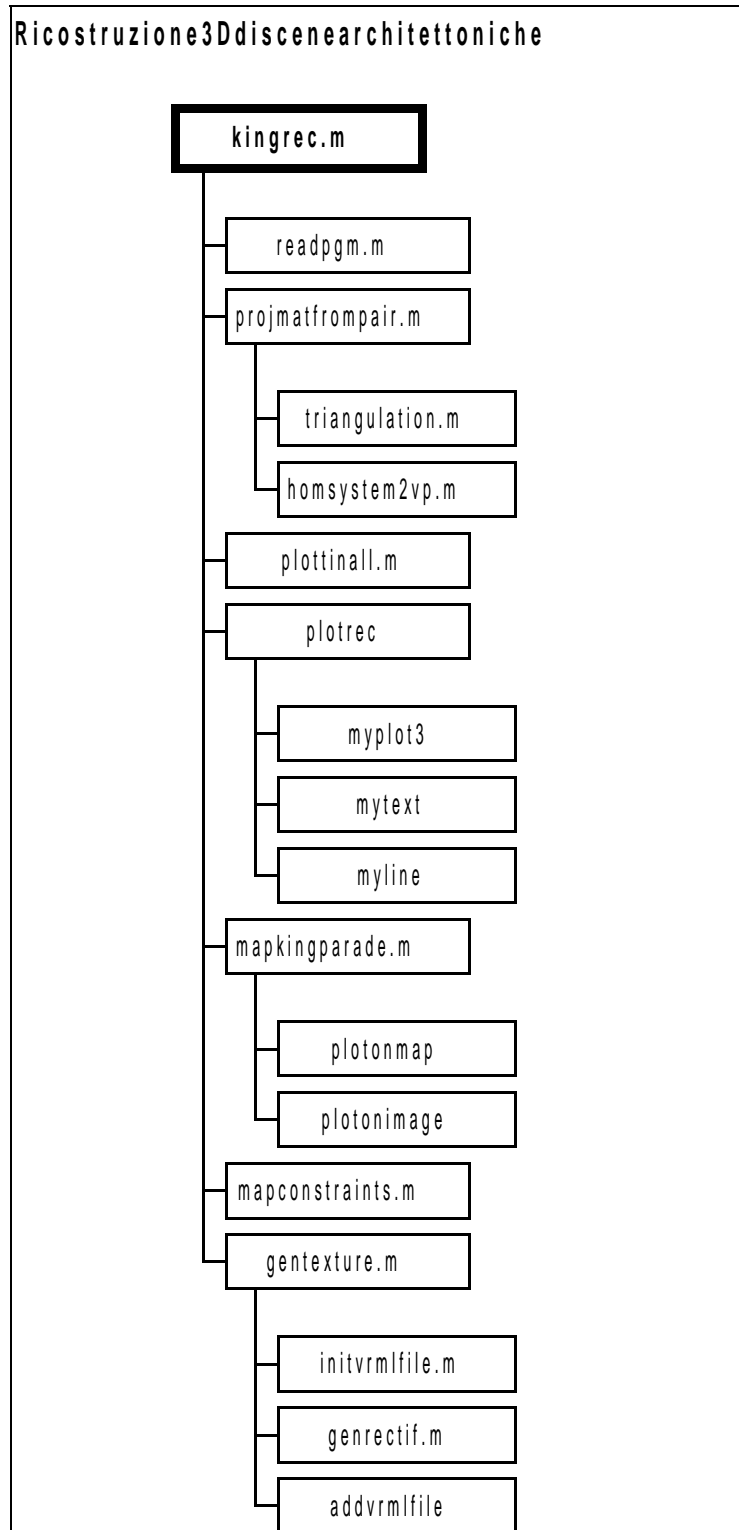 Ricostruzione3Ddiscenearchitettoniche
kingrec.m
readpgm.m
projmatfrompair.m
triangulation.m
homsystem2vp.m
plottinall.m
plotrec
myplot3
mytext
myline
mapkingparade.m
plotonmap
plotonimage
mapconstraints.m
gentexture.m
initvrmlfile.m
genrectif.m
addvrmlfile